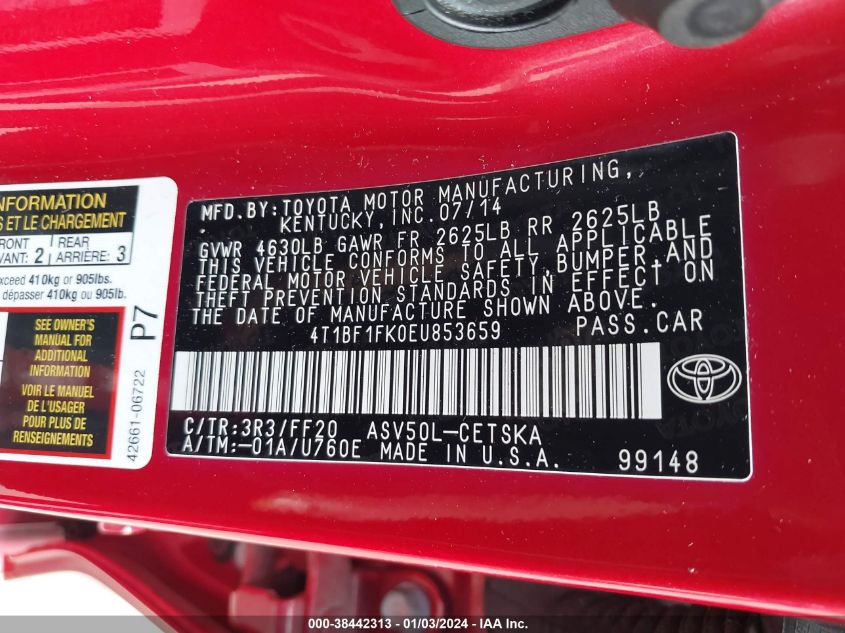 INFORMATION
S ET LE CHARGEMENT
FRONT
VANT: 2
REAR
ARRIÈRE: 3
xceed 410kg or 905lbs.
dépasser 410kg ou 905lb.
SEE OWNER'S
MANUAL FOR
ADDITIONAL
INFORMATION
VOIR LE MANUEL
DE L'USAGER
POUR PLUS DE
RENSEIGNEMENTS
P7
42661-06722
MFD.BY:TOYOTA MOTOR MANUFACTURING,
. KENTUCKY, INC.07/14
GVWR 4630LB GAWR FR 2625LB RR 2625LB
THIS VEHICLE CONFORMS TO ALL APPLICABLE
FEDERAL MOTOR VEHICLE SAFETY,BUMPER,AND
THEFT PREVENTION STANDARDS IN EFFECT ON
THE DATE OF MANUFACTURE SHOWN ABOVE.
4T1BF1FK0EU853659 PASS.CAR
C/TR:3R3/FF20 ASV50L-CETSKA
A/TM:-01A/U760E MADE IN U.S.A. 99148
000-38442313 - 01/03/2024 - IAA Inc.